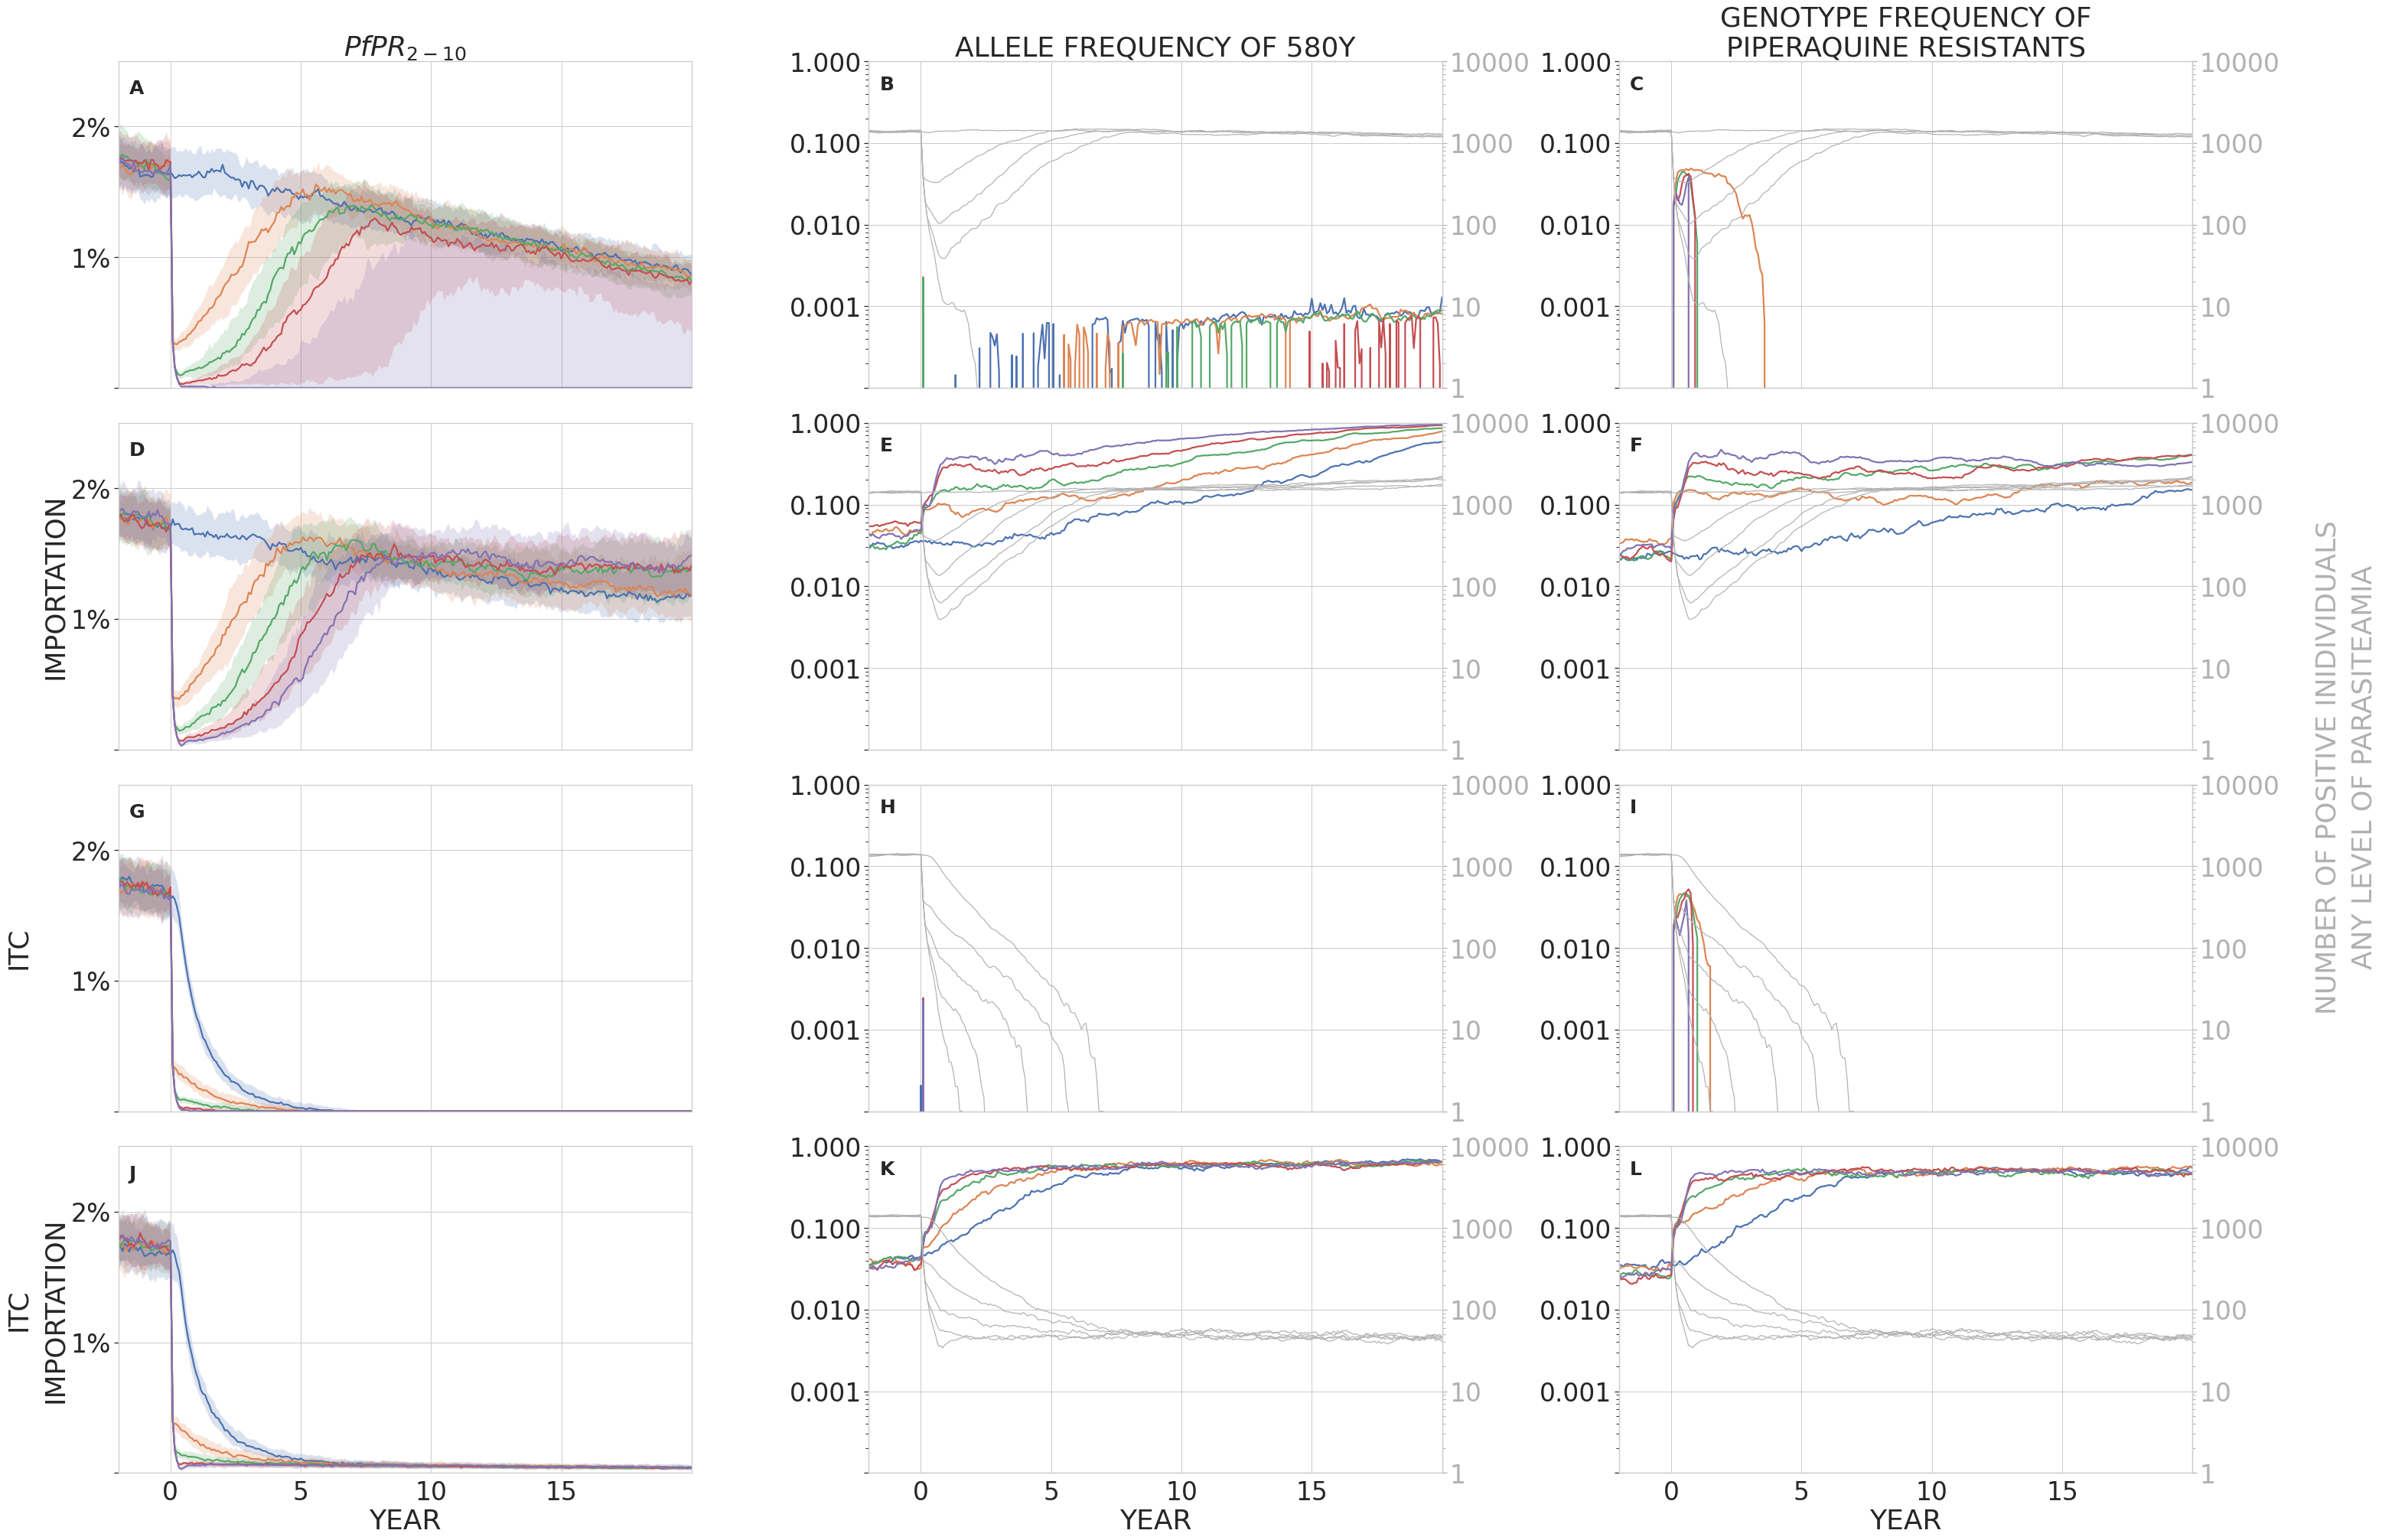 PfPR2−10
ALLELE FREQUENCY OF 580Y
GENOTYPE FREQUENCY OF
PIPERAQUINE RESISTANTS
A
2%
1%
B
1.000
0.100
0.010
0.001
10000
1000
100
10
1
C
1.000
0.100
0.010
0.001
10000
1000
100
10
1
IMPORTATION
D
2%
1%
E
1.000
0.100
0.010
0.001
10000
1000
100
10
1
F
1.000
0.100
0.010
0.001
10000
1000
100
10
1
ITC
G
2%
1%
H
1.000
0.100
0.010
0.001
10000
1000
100
10
1
I
1.000
0.100
0.010
0.001
10000
1000
100
10
1
ITC
IMPORTATION
J
2%
1%
0 5 10 15
YEAR
K
1.000
0.100
0.010
0.001
10000
1000
100
10
1
0 5 10 15
YEAR
L
1.000
0.100
0.010
0.001
10000
1000
100
10
1
0 5 10 15
YEAR
NUMBER OF POSITIVE INIDIVIDUALS
ANY LEVEL OF PARASITEAMIA